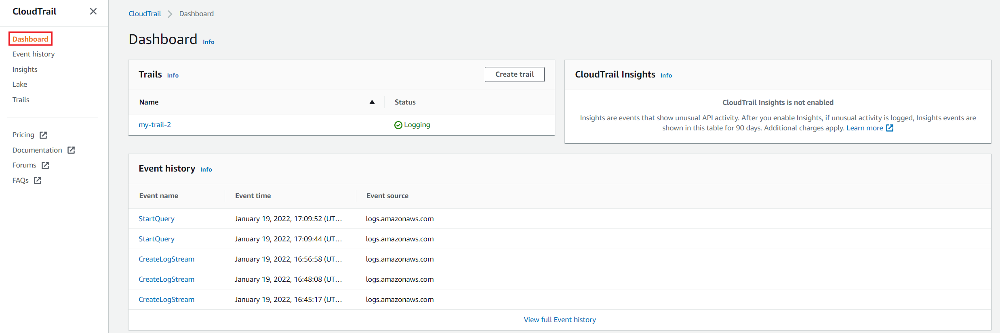 CloudTrail
Dashboard
Event history
Insights
Lake
Trails
Pricing
Documentation
Forums
FAQs
CloudTrail > Dashboard
Dashboard Info
Trails Info Create trail
Name Status
my-trail-2 Logging
CloudTrail Insights Info
CloudTrail Insights is not enabled
Insights are events that show unusual API activity. After you enable Insights, if unusual activity is logged, Insights events are
shown in this table for 90 days. Additional charges apply. Learn more
Event history Info
Event name Event time Event source
StartQuery January 19, 2022, 17:09:52 (UT... logs.amazonaws.com
StartQuery January 19, 2022, 17:09:44 (UT... logs.amazonaws.com
CreateLogStream January 19, 2022, 16:56:58 (UT... logs.amazonaws.com
CreateLogStream January 19, 2022, 16:48:08 (UT... logs.amazonaws.com
CreateLogStream January 19, 2022, 16:45:17 (UT... logs.amazonaws.com
View full Event history